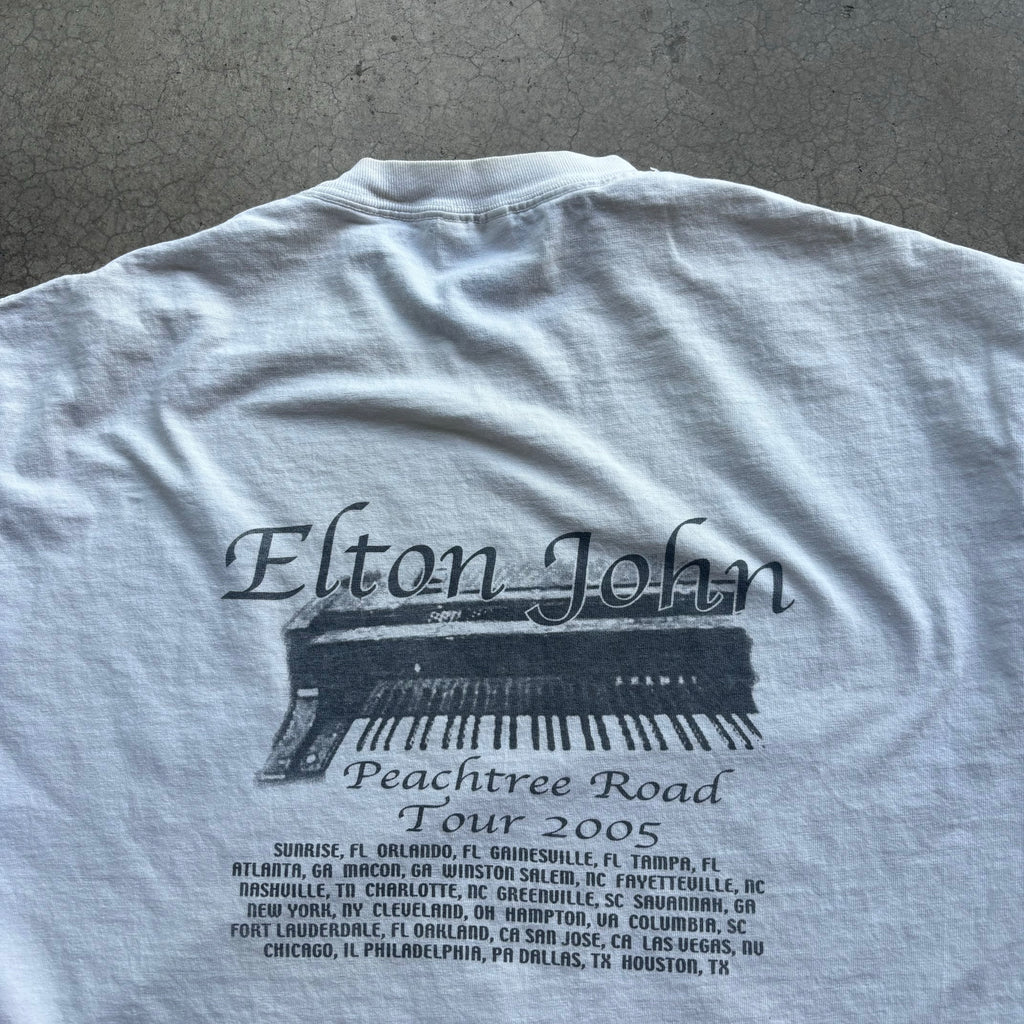 Elton John
Peachtree Road
Tour 2005
SUNRISE, FL ORLANDO, FL GAINESVILLE, FL TAMPA, FL
ATLANTA, GA MACON, GA WINSTON SALEM, NC FAYETTEVILLE, NC
NASHVILLE, TN CHARLOTTE, NC GREENVILLE, SC SAVANNAH, GA
NEW YORK, NY CLEVELAND, OH HAMPTON, VA COLUMBIA, SC
FORT LAUDERDALE, FL OAKLAND, CA SAN JOSE, CA LAS VEGAS, NV
CHICAGO, IL PHILADELPHIA, PA DALLAS, TX HOUSTON, TX